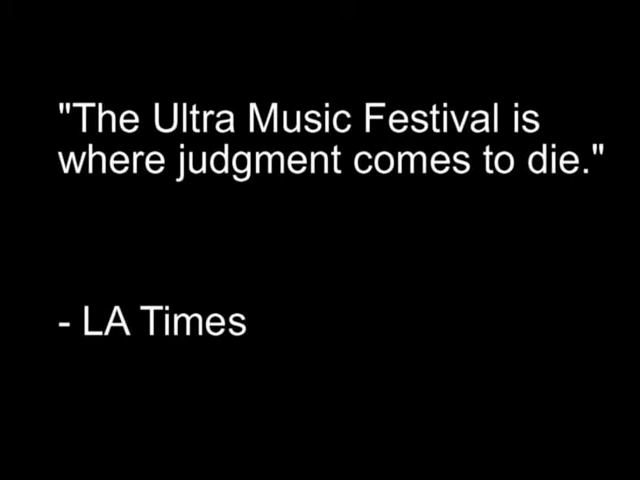 "The Ultra Music Festival is
where judgment comes to die."
- LA Times